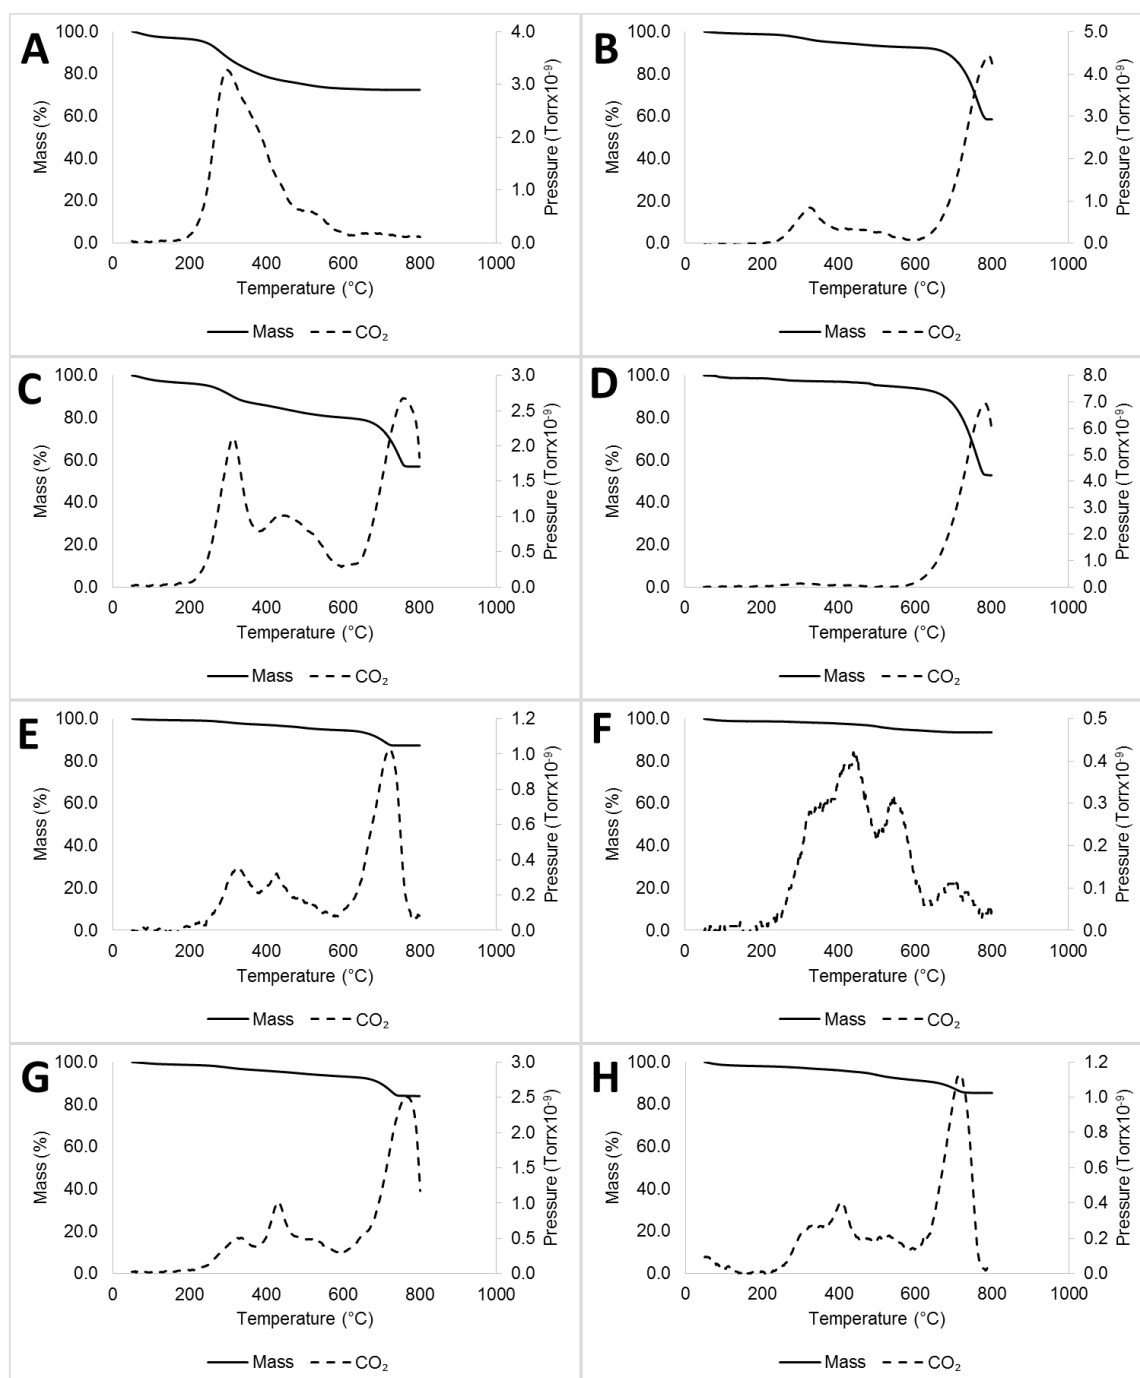 A
100.0
80.0
60.0
40.0
20.0
0.0
Mass (%)
4.0
3.0
2.0
1.0
0.0
Pressure (Torrx10⁻⁹)
0 200 400 600 800 1000
Temperature (°C)
Mass CO₂
B
100.0
80.0
60.0
40.0
20.0
0.0
Mass (%)
5.0
4.0
3.0
2.0
1.0
0.0
Pressure (Torrx10⁻⁹)
0 200 400 600 800 1000
Temperature (°C)
Mass CO₂
C
100.0
80.0
60.0
40.0
20.0
0.0
Mass (%)
3.0
2.5
2.0
1.5
1.0
0.5
0.0
Pressure (Torrx10⁻⁹)
0 200 400 600 800 1000
Temperature (°C)
Mass CO₂
D
100.0
80.0
60.0
40.0
20.0
0.0
Mass (%)
8.0
7.0
6.0
5.0
4.0
3.0
2.0
1.0
0.0
Pressure (Torrx10⁻⁹)
0 200 400 600 800 1000
Temperature (°C)
Mass CO₂
E
100.0
80.0
60.0
40.0
20.0
0.0
Mass (%)
1.2
1.0
0.8
0.6
0.4
0.2
0.0
Pressure (Torrx10⁻⁹)
0 200 400 600 800 1000
Temperature (°C)
Mass CO₂
F
100.0
80.0
60.0
40.0
20.0
0.0
Mass (%)
0.5
0.4
0.3
0.2
0.1
0.0
Pressure (Torrx10⁻⁹)
0 200 400 600 800 1000
Temperature (°C)
Mass CO₂
G
100.0
80.0
60.0
40.0
20.0
0.0
Mass (%)
3.0
2.5
2.0
1.5
1.0
0.5
0.0
Pressure (Torrx10⁻⁹)
0 200 400 600 800 1000
Temperature (°C)
Mass CO₂
H
100.0
80.0
60.0
40.0
20.0
0.0
Mass (%)
1.2
1.0
0.8
0.6
0.4
0.2
0.0
Pressure (Torrx10⁻⁹)
0 200 400 600 800 1000
Temperature (°C)
Mass CO₂